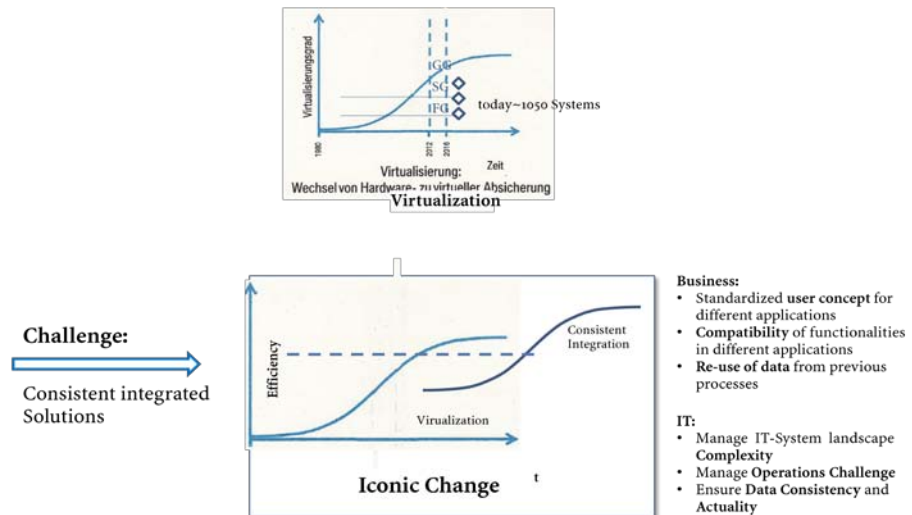 Virtualisierungsgrad
GG
SG
FG
today~1050 Systems
1980
2012
2016
Zeit
Virtualisierung:
Wechsel von Hardware- zu virtueller Absicherung
Virtualization
Challenge:
Consistent integrated
Solutions
Efficiency
Consistent
Integration
Virualization
Iconic Change
t
Business:
• Standardized user concept for
different applications
• Compatibility of functionalities
in different applications
• Re-use of data from previous
processes
IT:
• Manage IT-System landscape
Complexity
• Manage Operations Challenge
• Ensure Data Consistency and
Actuality